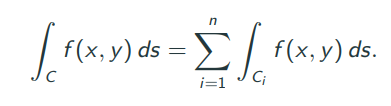 ∫_C f(x, y) ds = ∑_{i=1}^{n} ∫_{C_i} f(x, y) ds.